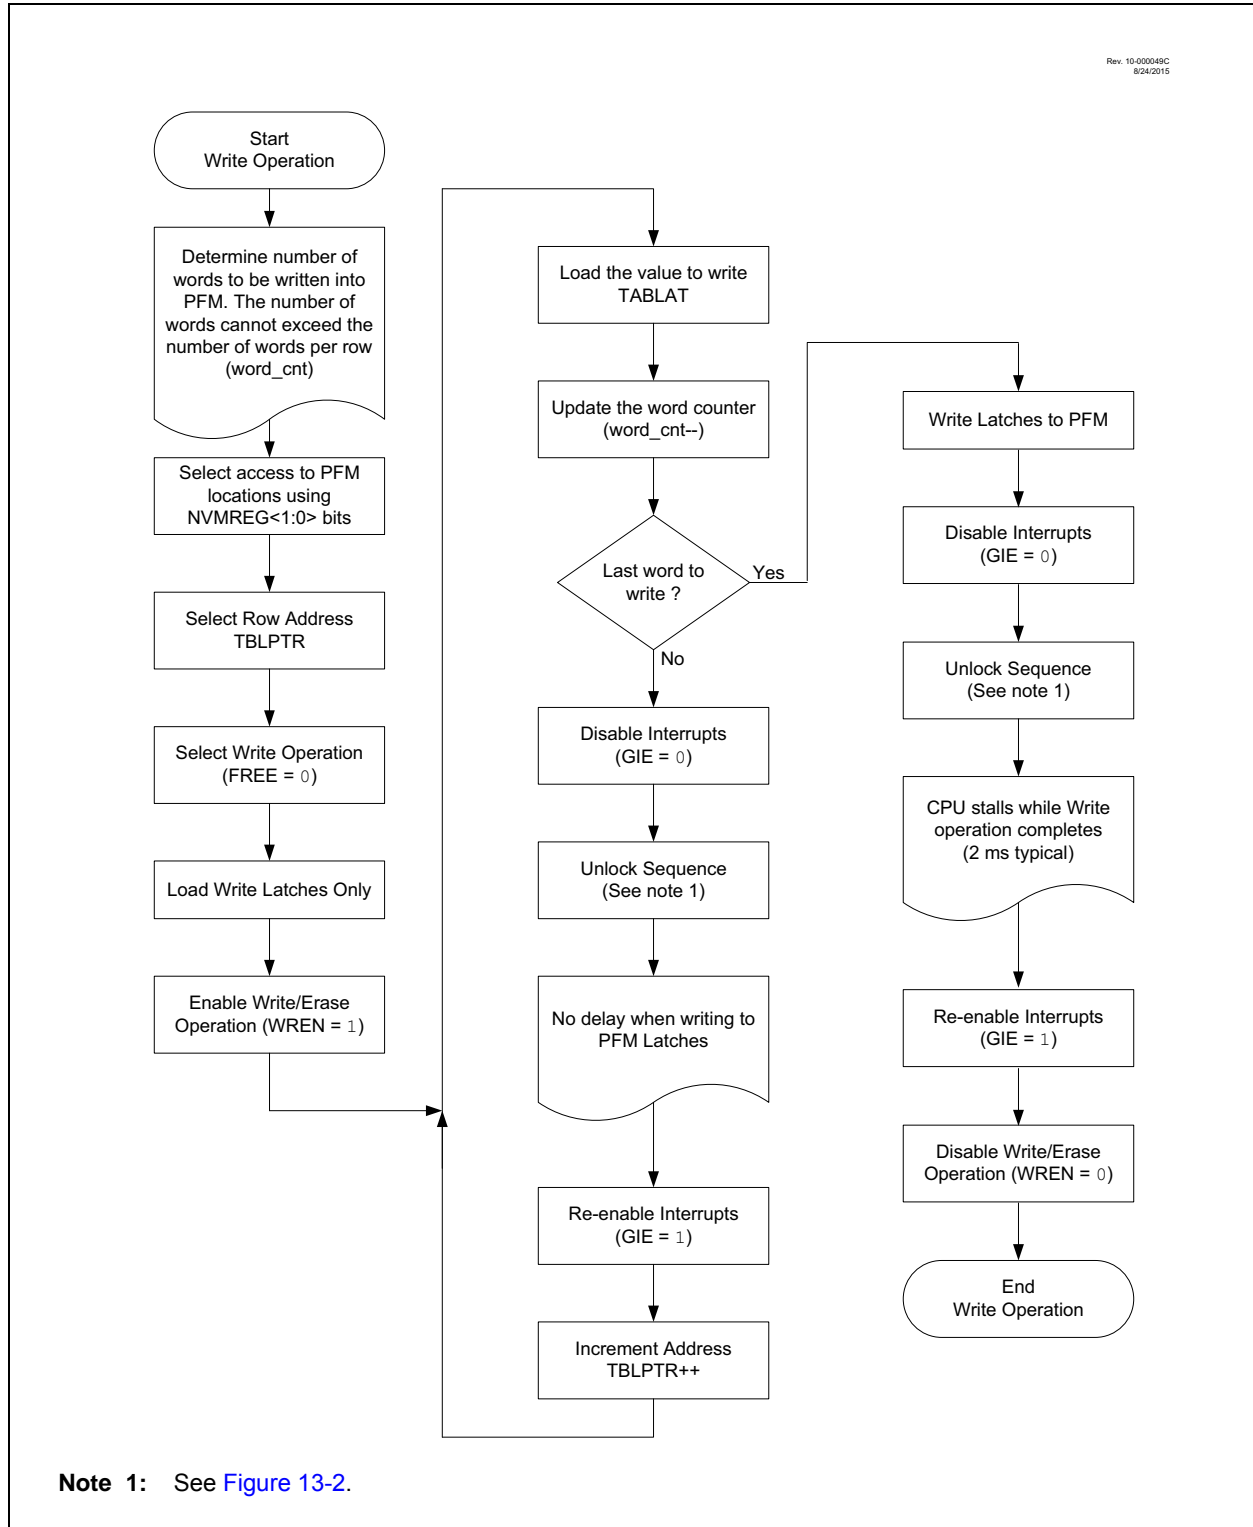 Rev. 10-000049C
8/24/2015
Start
Write Operation
Determine number of
words to be written into
PFM. The number of
words cannot exceed the
number of words per row
(word_cnt)
Select access to PFM
locations using
NVMREG<1:0> bits
Select Row Address
TBLPTR
Select Write Operation
(FREE = 0)
Load Write Latches Only
Enable Write/Erase
Operation (WREN = 1)
Load the value to write
TABLAT
Update the word counter
(word_cnt--)
Last word to
write ?
Yes
No
Disable Interrupts
(GIE = 0)
Unlock Sequence
(See note 1)
No delay when writing to
PFM Latches
Re-enable Interrupts
(GIE = 1)
Increment Address
TBLPTR++
Write Latches to PFM
Disable Interrupts
(GIE = 0)
Unlock Sequence
(See note 1)
CPU stalls while Write
operation completes
(2 ms typical)
Re-enable Interrupts
(GIE = 1)
Disable Write/Erase
Operation (WREN = 0)
End
Write Operation
Note 1: See Figure 13-2.